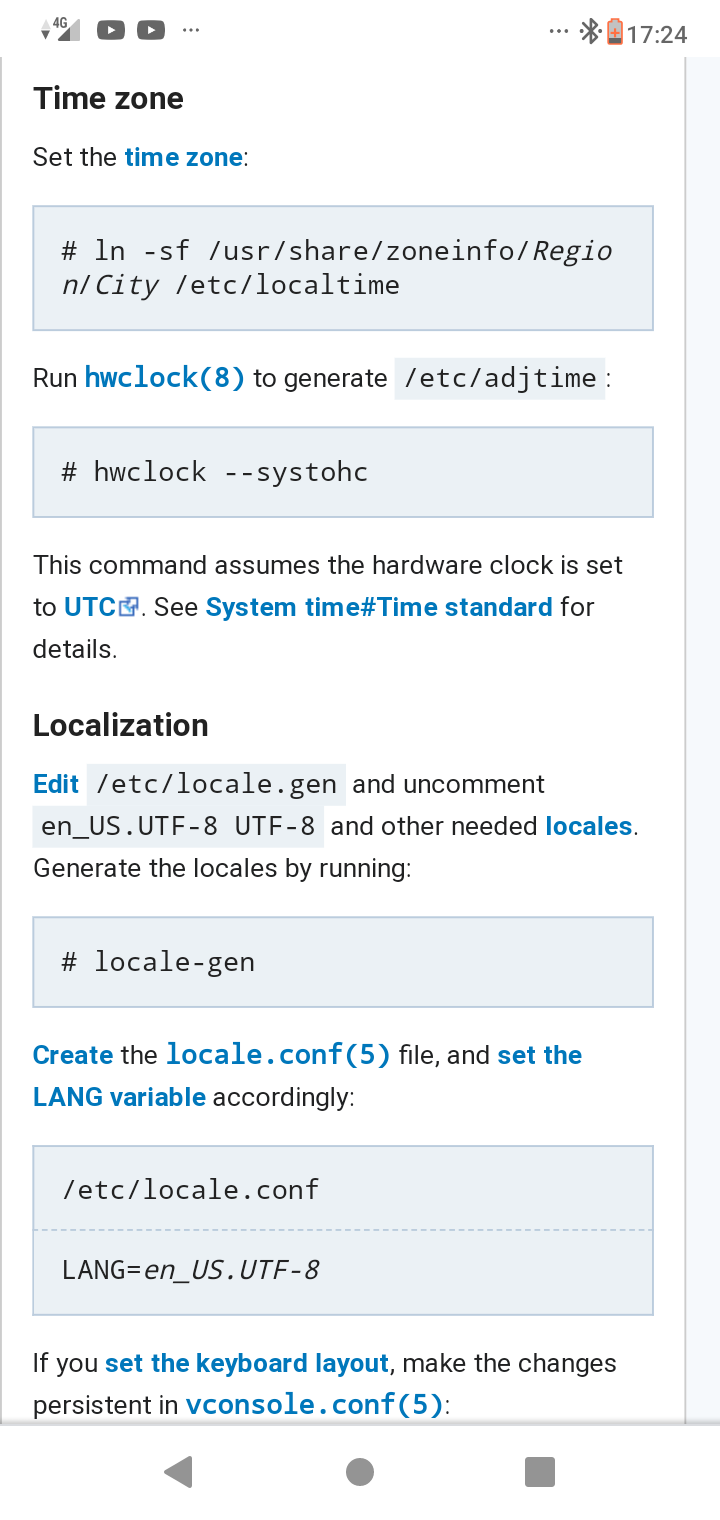 4G ... ... 17:24
Time zone
Set the time zone:
# ln -sf /usr/share/zoneinfo/Regio
n/City /etc/localtime
Run hwclock(8) to generate /etc/adjtime :
# hwclock --systohc
This command assumes the hardware clock is set
to UTC. See System time#Time standard for
details.
Localization
Edit /etc/locale.gen and uncomment
en_US.UTF-8 UTF-8 and other needed locales.
Generate the locales by running:
# locale-gen
Create the locale.conf(5) file, and set the
LANG variable accordingly:
/etc/locale.conf
LANG=en_US.UTF-8
If you set the keyboard layout, make the changes
persistent in vconsole.conf(5):